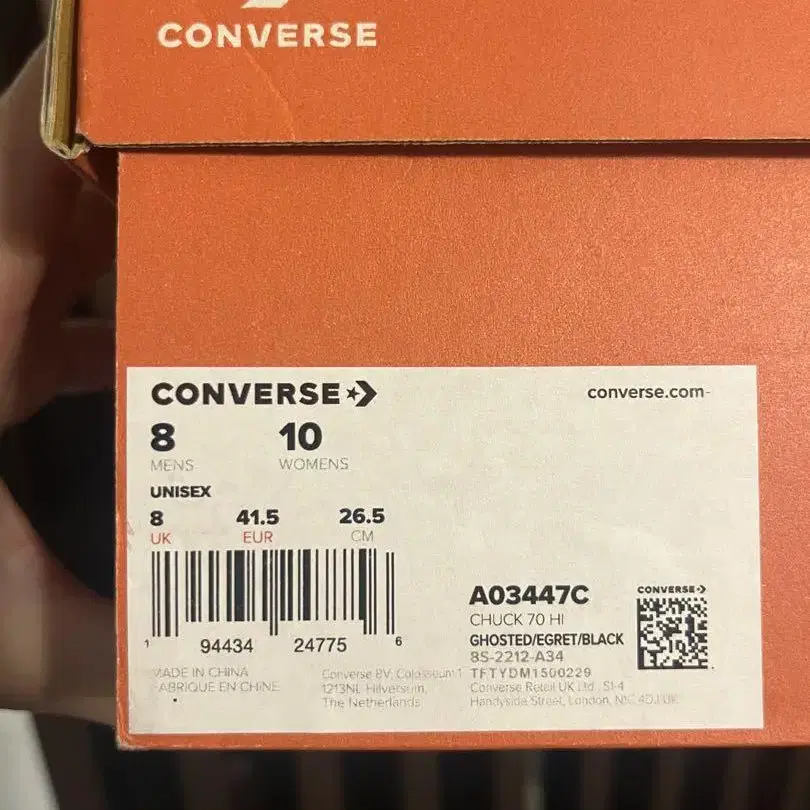 CONVERSE
CONVERSE
converse.com
8 10
MENS WOMENS
UNISEX
8 41.5 26.5
UK EUR CM
1 94434 24775 6
A03447C
CHUCK 70 HI
GHOSTED/EGRET/BLACK
8S-2212-A34
TFTYDM1500229
CONVERSE
MADE IN CHINA
FABRIQUE EN CHINE
Converse BV, Colosseum 1
1213NL Hilversum,
The Netherlands
Converse Retail UK Ltd., S1-4
Handyside Street, London, N1C 4DJ UK